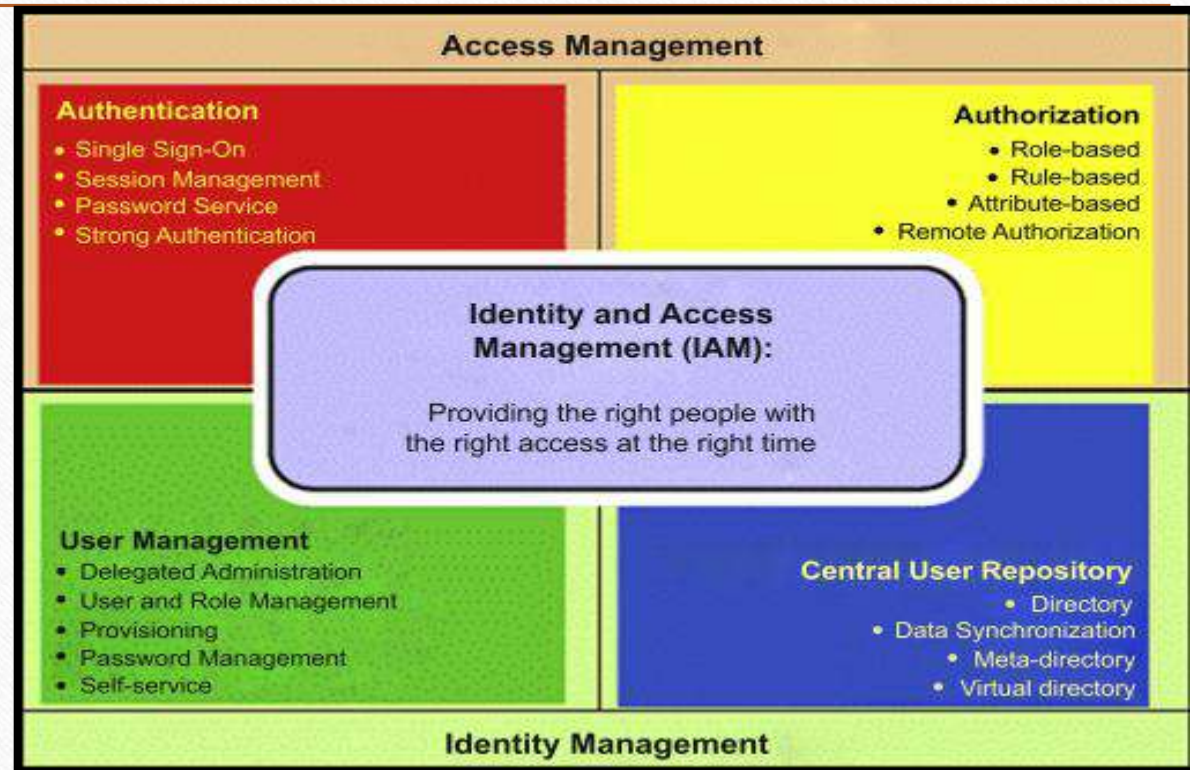 Access Management
Authentication
• Single Sign-On
• Session Management
• Password Service
• Strong Authentication
Authorization
• Role-based
• Rule-based
• Attribute-based
• Remote Authorization
Identity and Access
Management (IAM):
Providing the right people with
the right access at the right time
User Management
• Delegated Administration
• User and Role Management
• Provisioning
• Password Management
• Self-service
Central User Repository
• Directory
• Data Synchronization
• Meta-directory
• Virtual directory
Identity Management